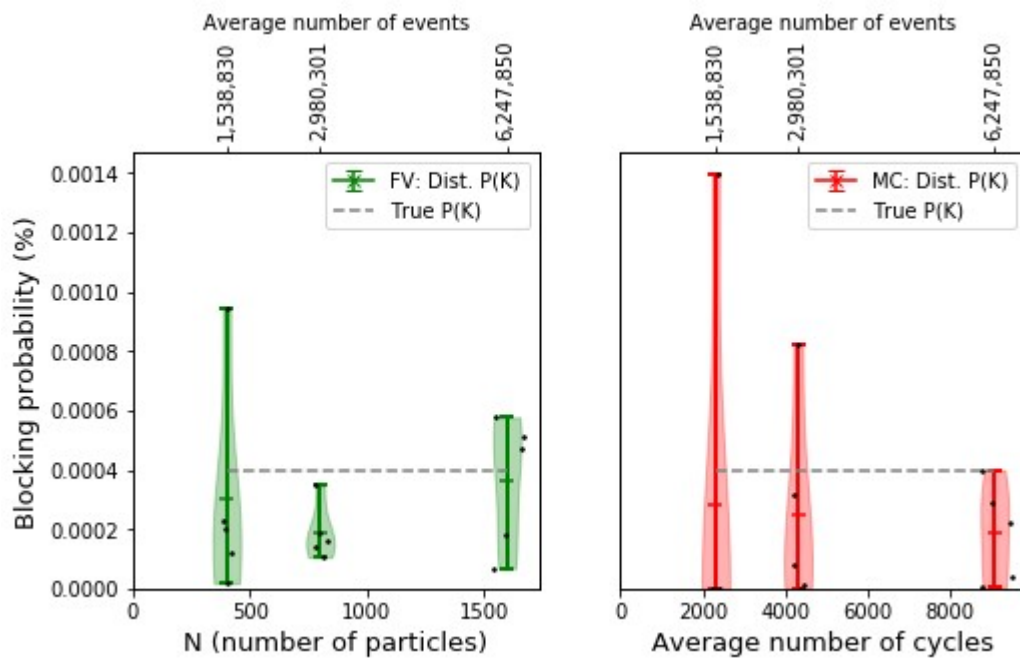 Average number of events
1,538,830
2,980,301
6,247,850
Blocking probability (%)
0.0014
0.0012
0.0010
0.0008
0.0006
0.0004
0.0002
0.0000
FV: Dist. P(K)
True P(K)
0
500
1000
1500
N (number of particles)
Average number of events
1,538,830
2,980,301
6,247,850
MC: Dist. P(K)
True P(K)
0
2000
4000
6000
8000
Average number of cycles